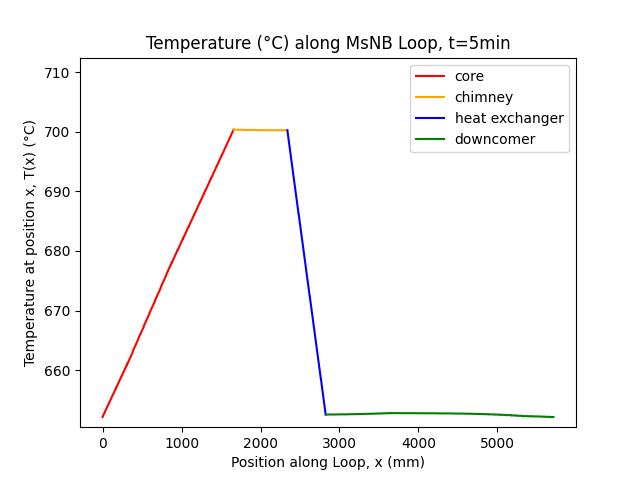 Temperature (°C) along MsNB Loop, t=5min
710
700
690
680
670
660
Temperature at position x, T(x) (°C)
core
chimney
heat exchanger
downcomer
0 1000 2000 3000 4000 5000
Position along Loop, x (mm)